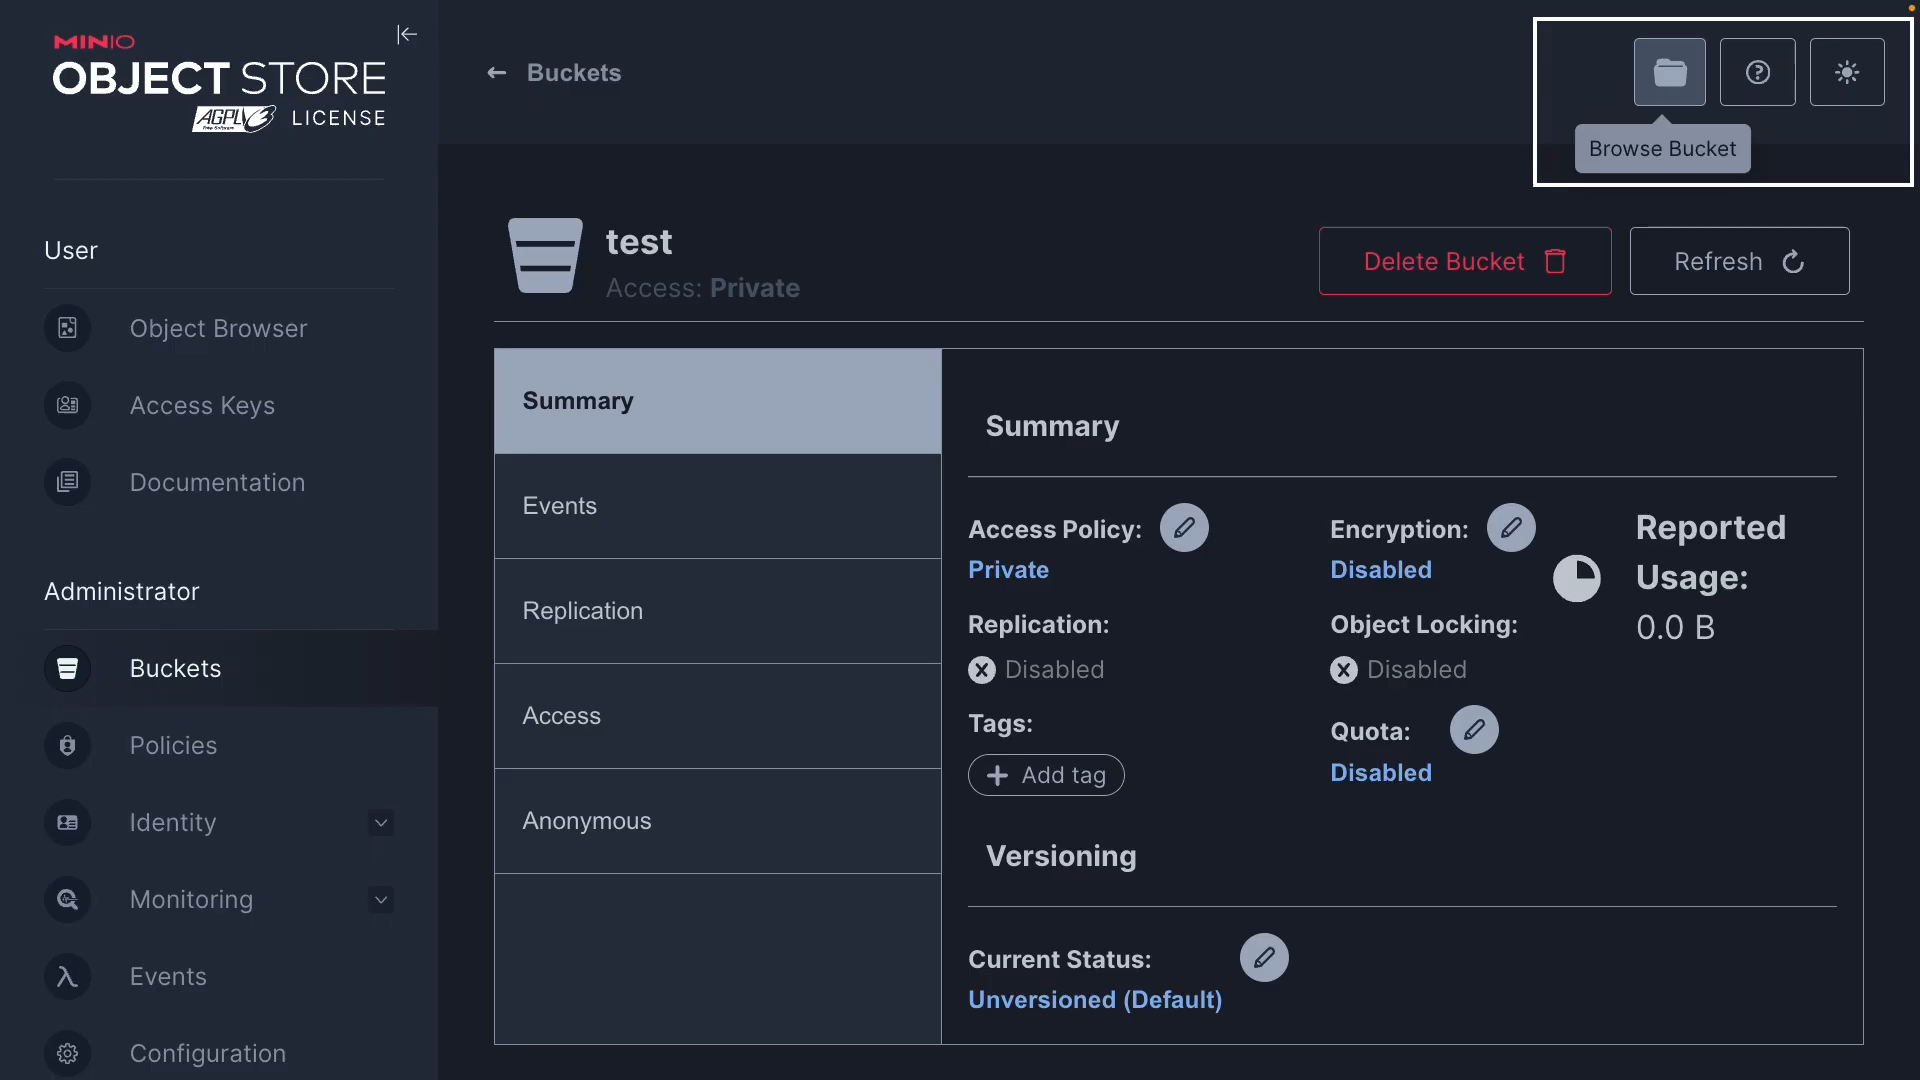 MINIO
OBJECT STORE
AGPL v3 LICENSE
Buckets
Browse Bucket
test
Access: Private
Delete Bucket
Refresh
User
Object Browser
Access Keys
Documentation
Administrator
Buckets
Policies
Identity
Monitoring
Events
Configuration
Summary
Events
Replication
Access
Anonymous
Summary
Access Policy:
Private
Encryption:
Disabled
Reported
Usage:
0.0 B
Replication:
Disabled
Object Locking:
Disabled
Tags:
Add tag
Quota:
Disabled
Versioning
Current Status:
Unversioned (Default)